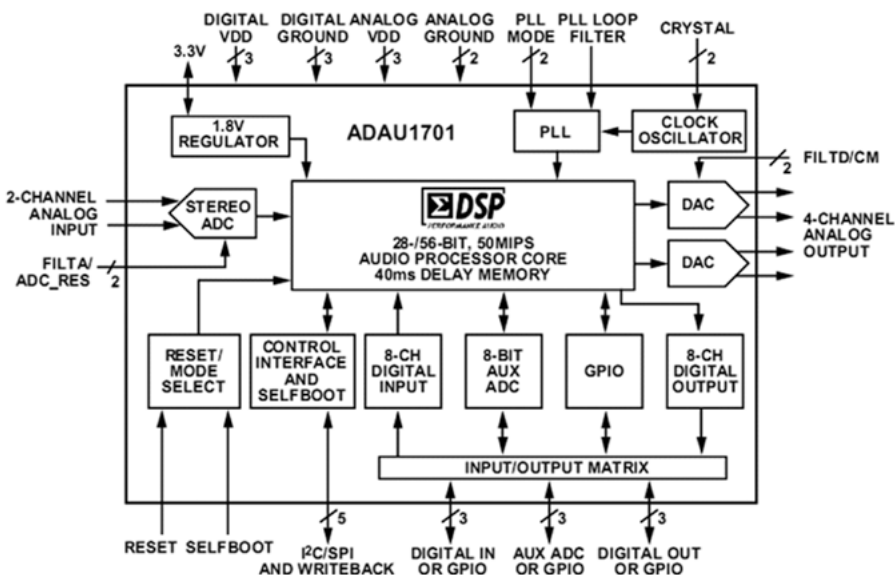 DIGITAL VDD
DIGITAL GROUND
ANALOG VDD
ANALOG GROUND
PLL MODE
PLL LOOP FILTER
CRYSTAL
3.3V
3
3
3
2
2
2
1.8V
REGULATOR
ADAU1701
PLL
CLOCK
OSCILLATOR
FILTD/CM
2
2-CHANNEL
ANALOG
INPUT
STEREO
ADC
DSP
PERFORMANCE AUDIO
28-/56-BIT, 50MIPS
AUDIO PROCESSOR CORE
40ms DELAY MEMORY
DAC
DAC
4-CHANNEL
ANALOG
OUTPUT
FILTA/
ADC_RES
2
RESET/
MODE
SELECT
CONTROL
INTERFACE
AND
SELFBOOT
8-CH
DIGITAL
INPUT
8-BIT
AUX
ADC
GPIO
8-CH
DIGITAL
OUTPUT
INPUT/OUTPUT MATRIX
5
3
3
3
RESET
SELFBOOT
I²C/SPI
AND WRITEBACK
DIGITAL IN
OR GPIO
AUX ADC
OR GPIO
DIGITAL OUT
OR GPIO